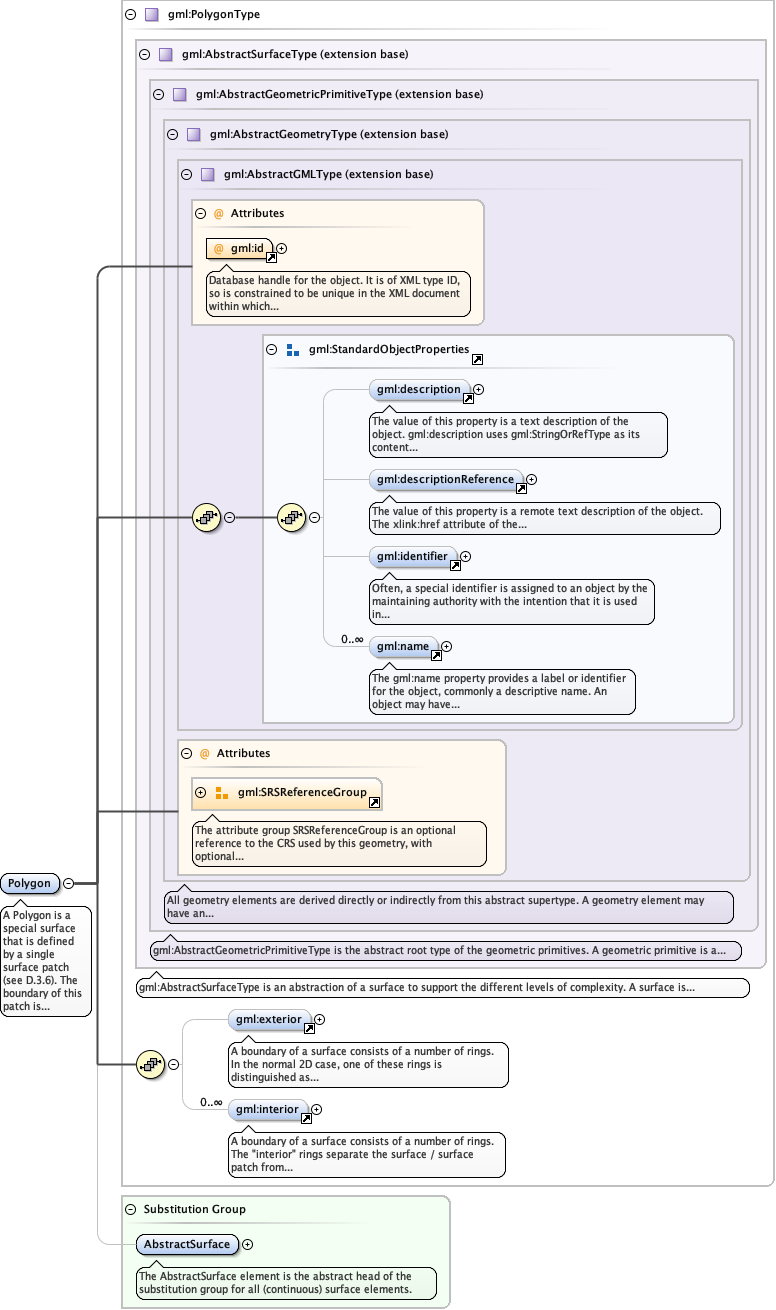 gml:PolygonType
gml:AbstractSurfaceType (extension base)
gml:AbstractGeometricPrimitiveType (extension base)
gml:AbstractGeometryType (extension base)
gml:AbstractGMLType (extension base)
@ Attributes
@ gml:id
Database handle for the object. It is of XML type ID,
so is constrained to be unique in the XML document
within which...
gml:StandardObjectProperties
gml:description
The value of this property is a text description of the
object. gml:description uses gml:StringOrRefType as its
content...
gml:descriptionReference
The value of this property is a remote text description of the object.
The xlink:href attribute of the...
gml:identifier
Often, a special identifier is assigned to an object by the
maintaining authority with the intention that it is used
in...
0..∞
gml:name
The gml:name property provides a label or identifier
for the object, commonly a descriptive name. An
object may have...
@ Attributes
gml:SRSReferenceGroup
The attribute group SRSReferenceGroup is an optional
reference to the CRS used by this geometry, with
optional...
Polygon
A Polygon is a
special surface
that is defined
by a single
surface patch
(see D.3.6). The
boundary of this
patch is...
All geometry elements are derived directly or indirectly from this abstract supertype. A geometry element may
have an...
gml:AbstractGeometricPrimitiveType is the abstract root type of the geometric primitives. A geometric primitive is a...
gml:AbstractSurfaceType is an abstraction of a surface to support the different levels of complexity. A surface is...
gml:exterior
A boundary of a surface consists of a number of rings.
In the normal 2D case, one of these rings is
distinguished as...
0..∞
gml:interior
A boundary of a surface consists of a number of rings.
The "interior" rings separate the surface / surface
patch from...
Substitution Group
AbstractSurface
The AbstractSurface element is the abstract head of the
substitution group for all (continuous) surface elements.